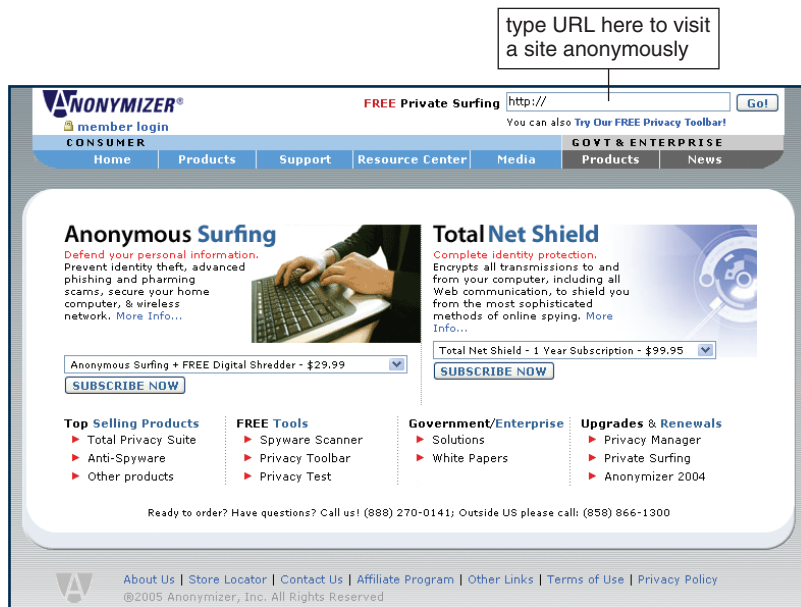 type URL here to visit
a site anonymously
ANONYMIZER®
FREE Private Surfing http:// Go!
member login
You can also Try Our FREE Privacy Toolbar!
CONSUMER GOVT & ENTERPRISE
Home Products Support Resource Center Media Products News
Anonymous Surfing
Defend your personal information.
Prevent identity theft, advanced
phishing and pharming
scams, secure your home
computer, & wireless
network. More Info...
Anonymous Surfing + FREE Digital Shredder - $29.99
SUBSCRIBE NOW
Total Net Shield
Complete identity protection.
Encrypts all transmissions to and
from your computer, including all
Web communication, to shield you
from the most sophisticated
methods of online spying. More
Info...
Total Net Shield - 1 Year Subscription - $99.95
SUBSCRIBE NOW
Top Selling Products
Total Privacy Suite
Anti-Spyware
Other products
FREE Tools
Spyware Scanner
Privacy Toolbar
Privacy Test
Government/Enterprise
Solutions
White Papers
Upgrades & Renewals
Privacy Manager
Private Surfing
Anonymizer 2004
Ready to order? Have questions? Call us! (888) 270-0141; Outside US please call: (858) 866-1300
About Us | Store Locator | Contact Us | Affiliate Program | Other Links | Terms of Use | Privacy Policy
©2005 Anonymizer, Inc. All Rights Reserved